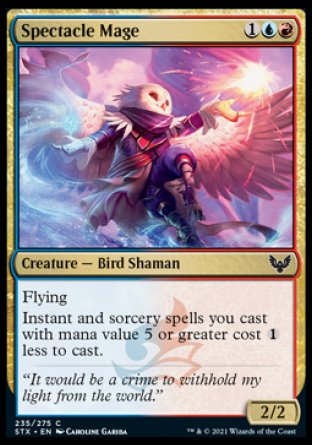 Spectacle Mage 1
Creature — Bird Shaman
Flying
Instant and sorcery spells you cast
with mana value 5 or greater cost 1
less to cast.
“It would be a crime to withhold my
light from the world.”
2/2
235/275 C
STX • EN Caroline Gariba
™ & © 2021 Wizards of the Coast